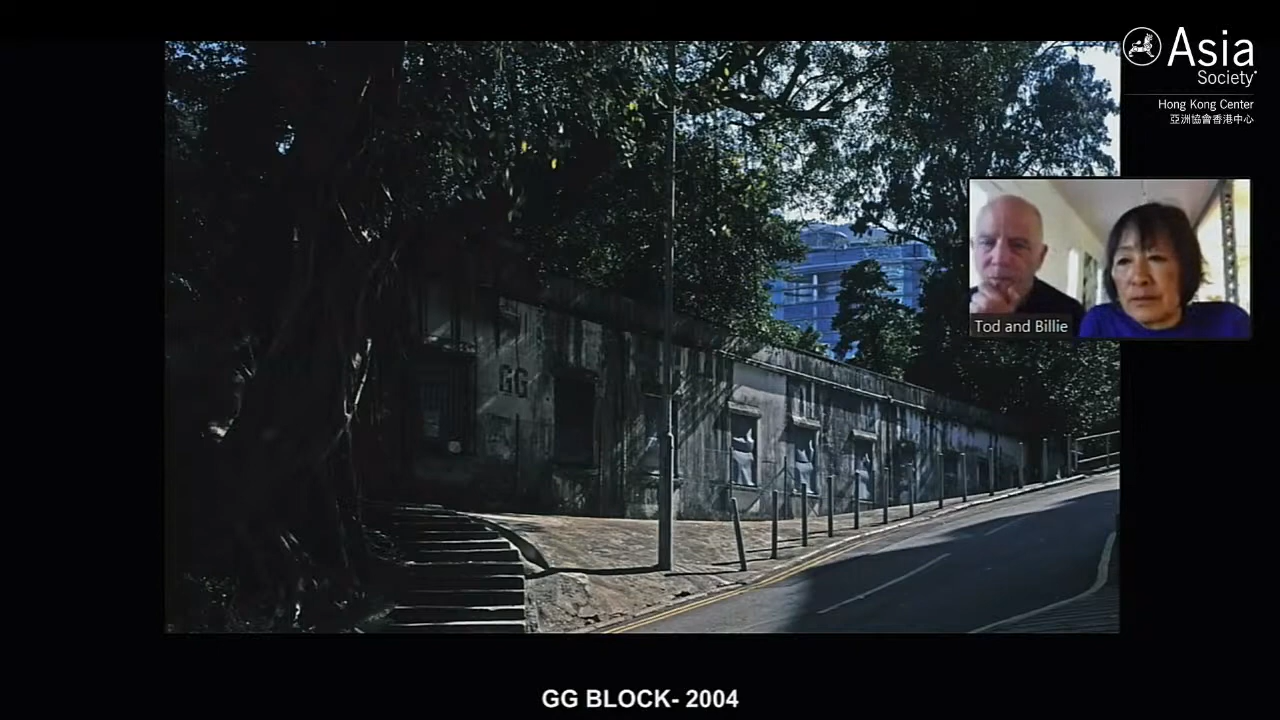 Asia
Society
Hong Kong Center
亞洲協會香港中心
Tod and Billie
GG
GG BLOCK- 2004